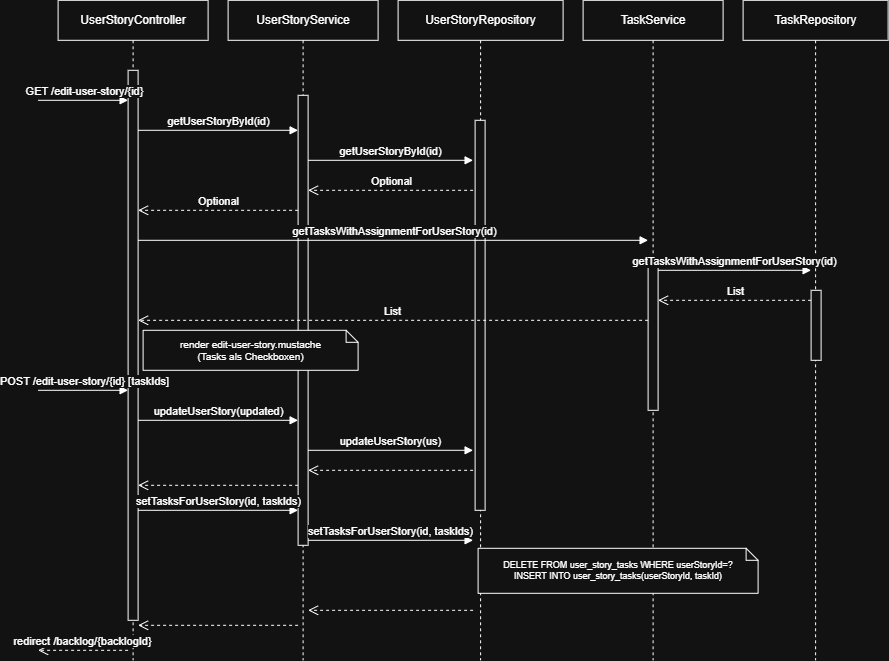 UserStoryController
UserStoryService
UserStoryRepository
TaskService
TaskRepository
GET /edit-user-story/{id}
getUserStoryById(id)
getUserStoryById(id)
Optional
Optional
getTasksWithAssignmentForUserStory(id)
getTasksWithAssignmentForUserStory(id)
List
List
render edit-user-story.mustache
(Tasks als Checkboxen)
POST /edit-user-story/{id} [taskIds]
updateUserStory(updated)
updateUserStory(us)
setTasksForUserStory(id, taskIds)
setTasksForUserStory(id, taskIds)
DELETE FROM user_story_tasks WHERE userStoryId=?
INSERT INTO user_story_tasks(userStoryId, taskId)
redirect /backlog/{backlogId}